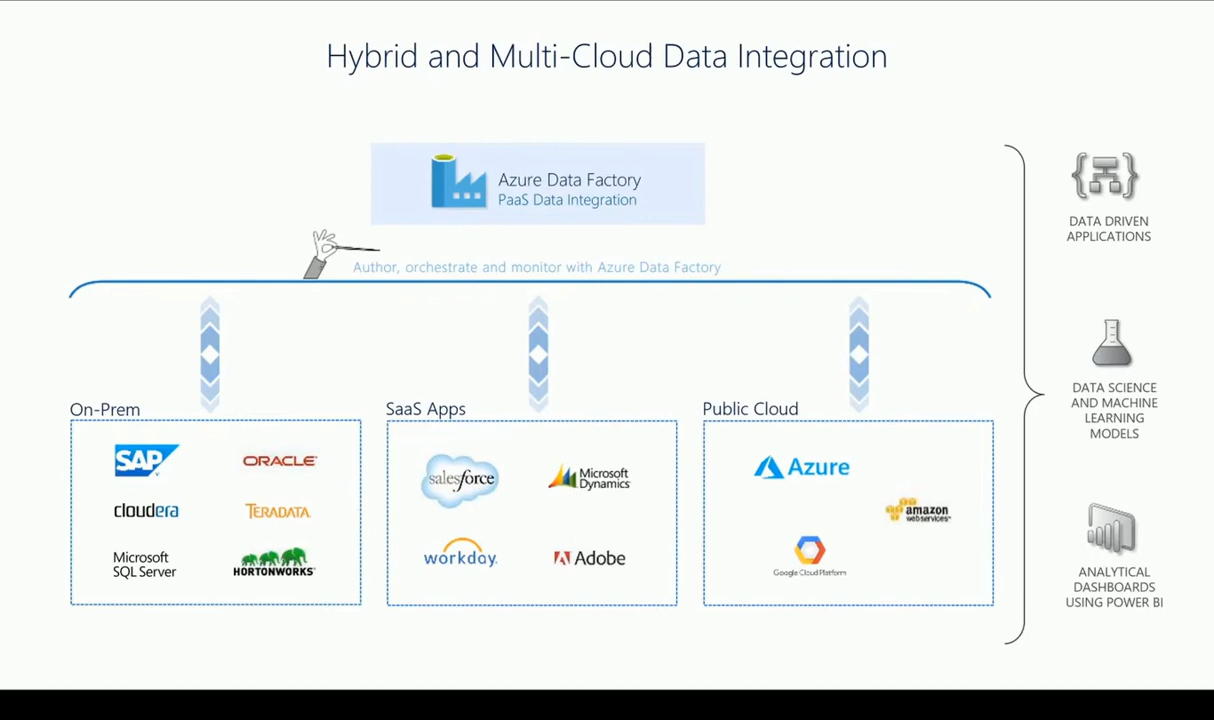 Hybrid and Multi-Cloud Data Integration
Azure Data Factory
PaaS Data Integration
Author, orchestrate and monitor with Azure Data Factory
On-Prem
SAP
ORACLE
cloudera
TERADATA
Microsoft
SQL Server
HORTONWORKS
SaaS Apps
salesforce
Microsoft
Dynamics
workday.
Adobe
Public Cloud
Azure
amazon
webservices™
Google Cloud Platform
DATA DRIVEN
APPLICATIONS
DATA SCIENCE
AND MACHINE
LEARNING
MODELS
ANALYTICAL
DASHBOARDS
USING POWER BI